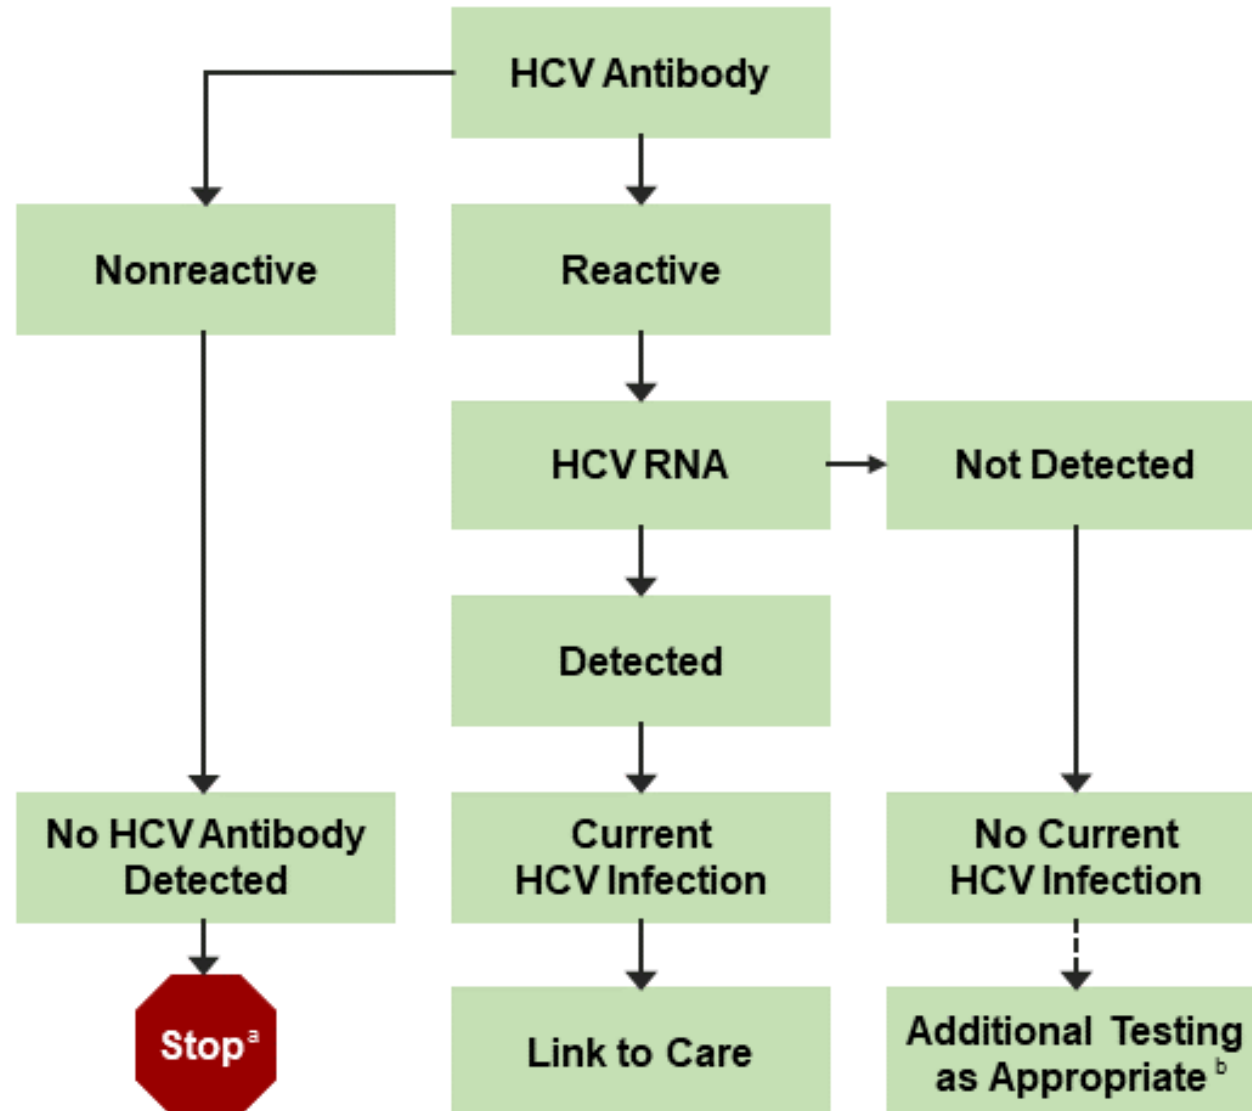 HCV Antibody
Nonreactive
Reactive
HCV RNA
Not Detected
Detected
No HCV Antibody
Detected
Current
HCV Infection
No Current
HCV Infection
Stop a
Link to Care
Additional Testing
as Appropriate b